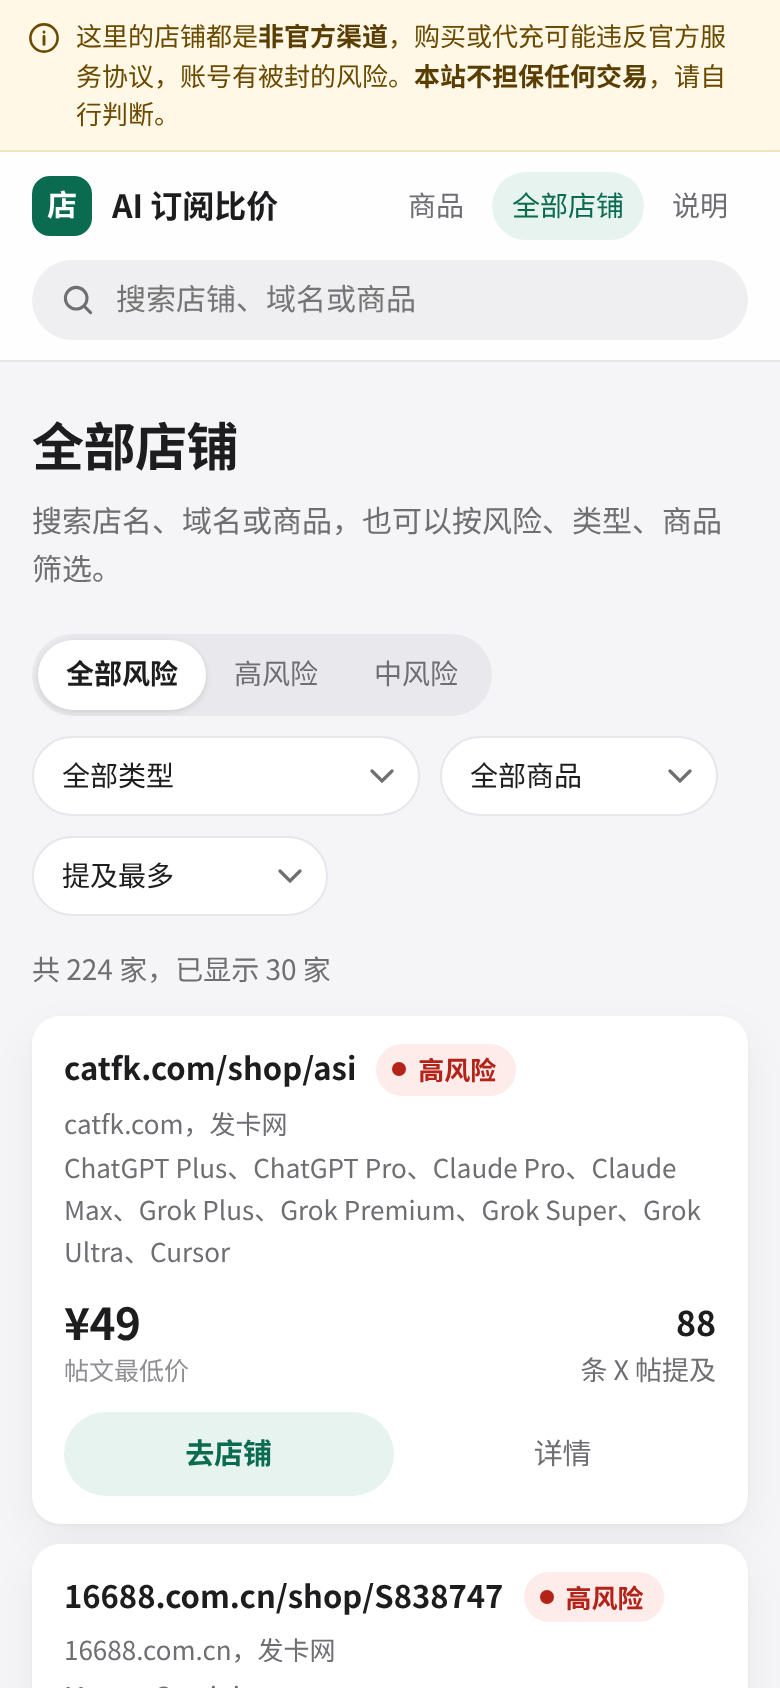 这里的店铺都是非官方渠道，购买或代充可能违反官方服
务协议，账号有被封的风险。本站不担保任何交易，请自
行判断。
店 AI 订阅比价 商品 全部店铺 说明
搜索店铺、域名或商品
全部店铺
搜索店名、域名或商品，也可以按风险、类型、商品
筛选。
全部风险 高风险 中风险
全部类型 全部商品
提及最多
共 224 家，已显示 30 家
catfk.com/shop/asi 高风险
catfk.com，发卡网
ChatGPT Plus、ChatGPT Pro、Claude Pro、Claude
Max、Grok Plus、Grok Premium、Grok Super、Grok
Ultra、Cursor
¥49 88
帖文最低价 条 X 帖提及
去店铺 详情
16688.com.cn/shop/S838747 高风险
16688.com.cn，发卡网